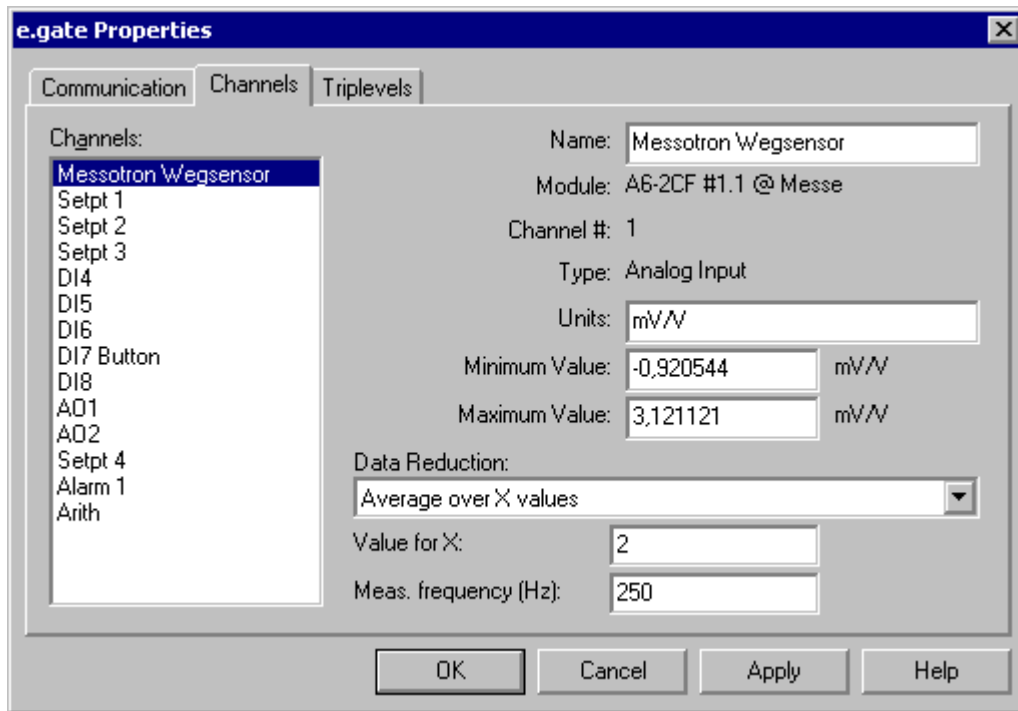 e.gate Properties
Communication Channels Triplevels
Channels:
Messotron Wegsensor
Setpt 1
Setpt 2
Setpt 3
DI4
DI5
DI6
DI7 Button
DI8
AO1
AO2
Setpt 4
Alarm 1
Arith
Name: Messotron Wegsensor
Module: A6-2CF #1.1 @ Messe
Channel #: 1
Type: Analog Input
Units: mV/V
Minimum Value: -0,920544 mV/V
Maximum Value: 3,121121 mV/V
Data Reduction:
Average over X values
Value for X: 2
Meas. frequency (Hz): 250
OK Cancel Apply Help